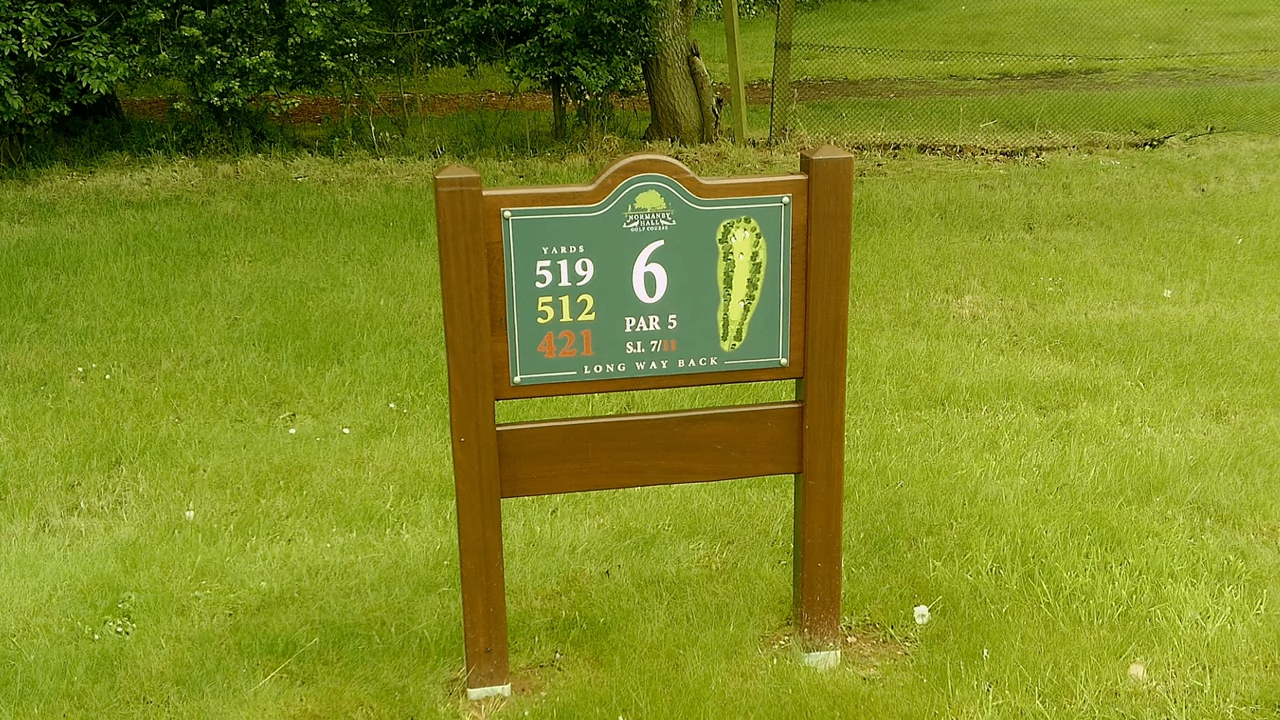 NORMANBY
HALL
GOLF COURSE
YARDS
519
512
421
6
PAR 5
S.I. 7/11
LONG WAY BACK